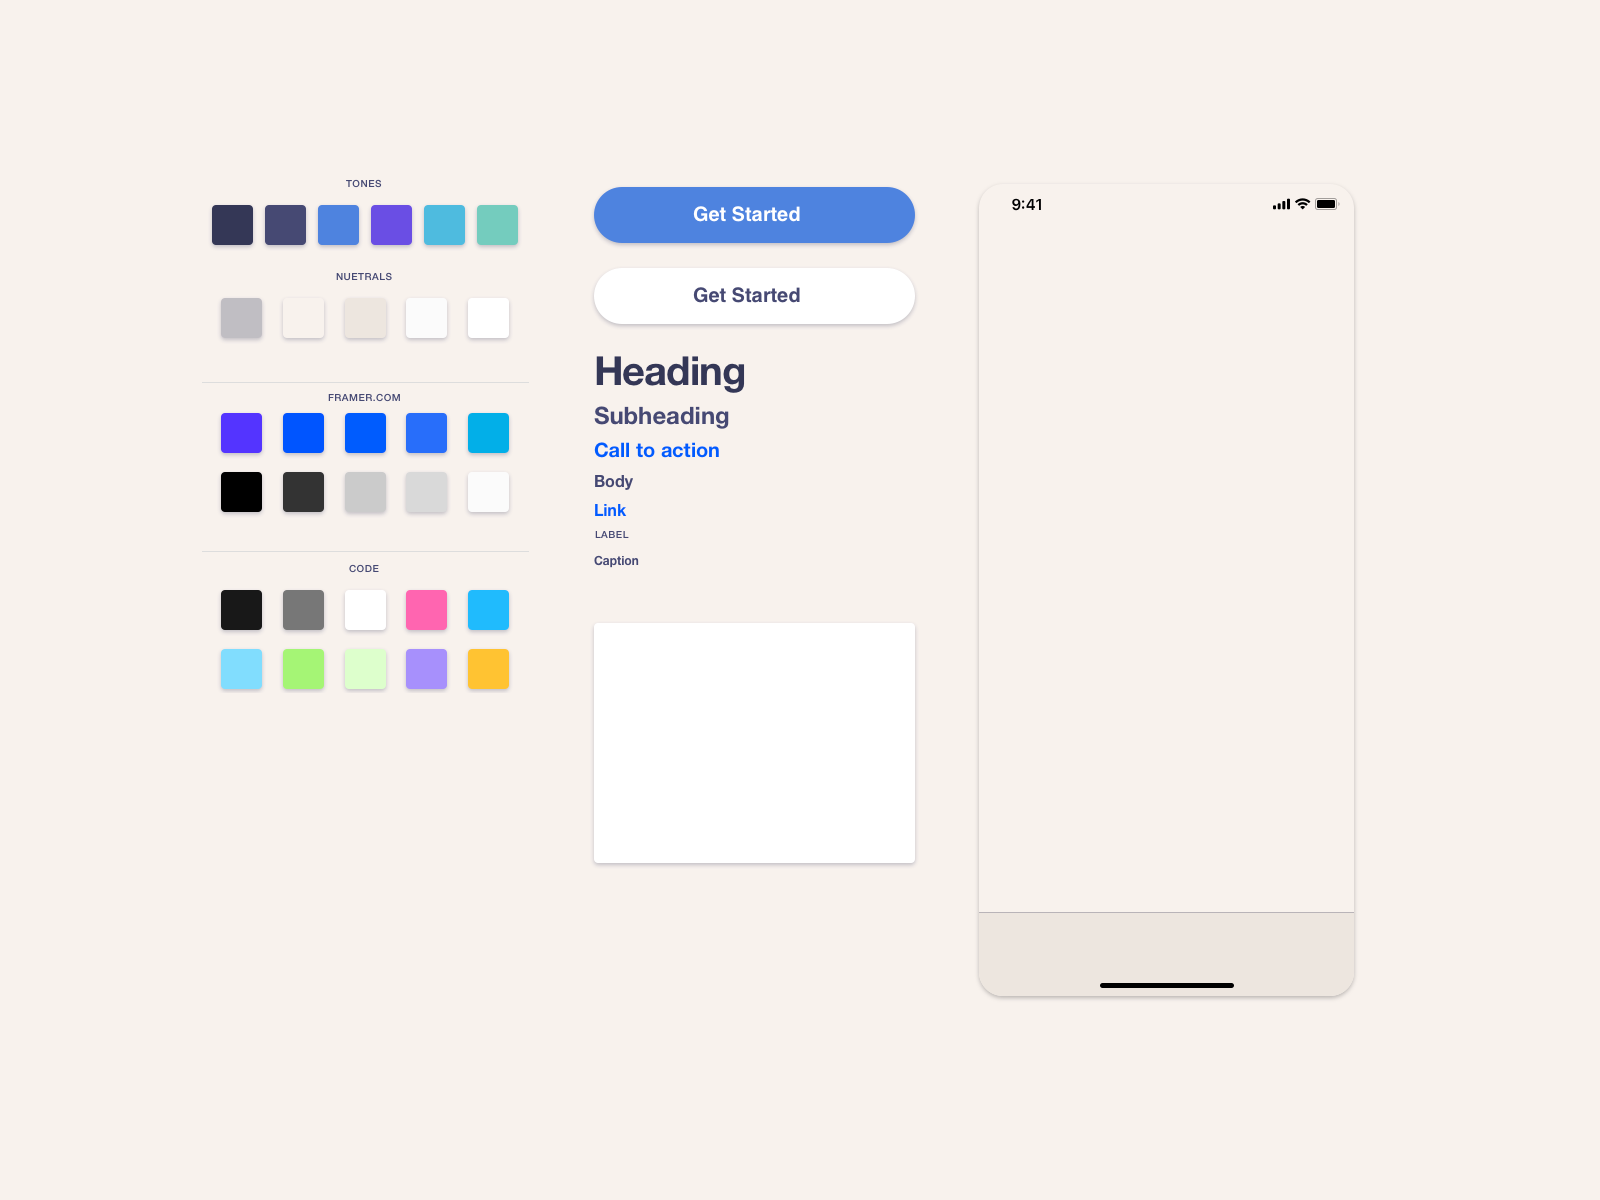 TONES
NUETRALS
FRAMER.COM
CODE
Get Started
Get Started
Heading
Subheading
Call to action
Body
Link
LABEL
Caption
9:41